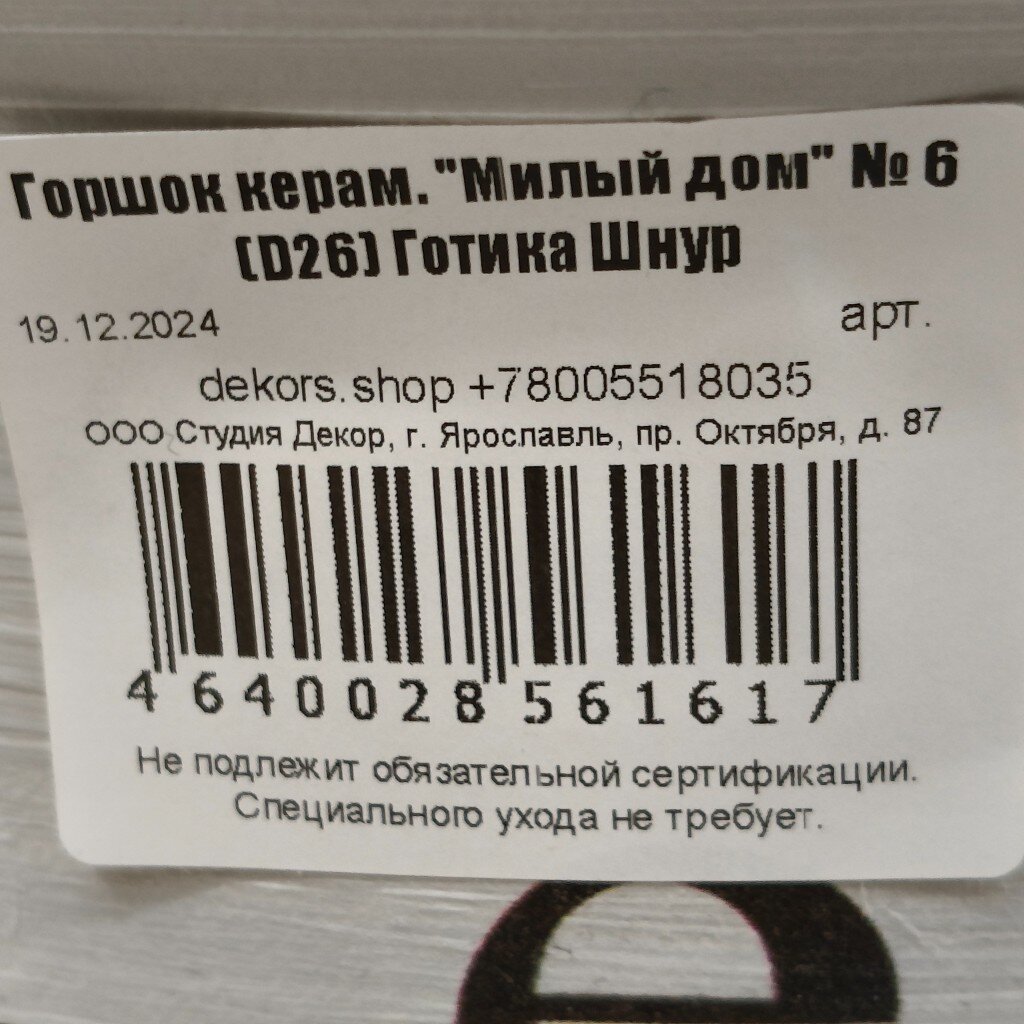 Горшок керам. "Милый дом" № 6
(D26) Готика Шнур
19.12.2024 арт.
dekors.shop +78005518035
ООО Студия Декор, г. Ярославль, пр. Октября, д. 87
4 640028 561617
Не подлежит обязательной сертификации.
Специального ухода не требует.
e